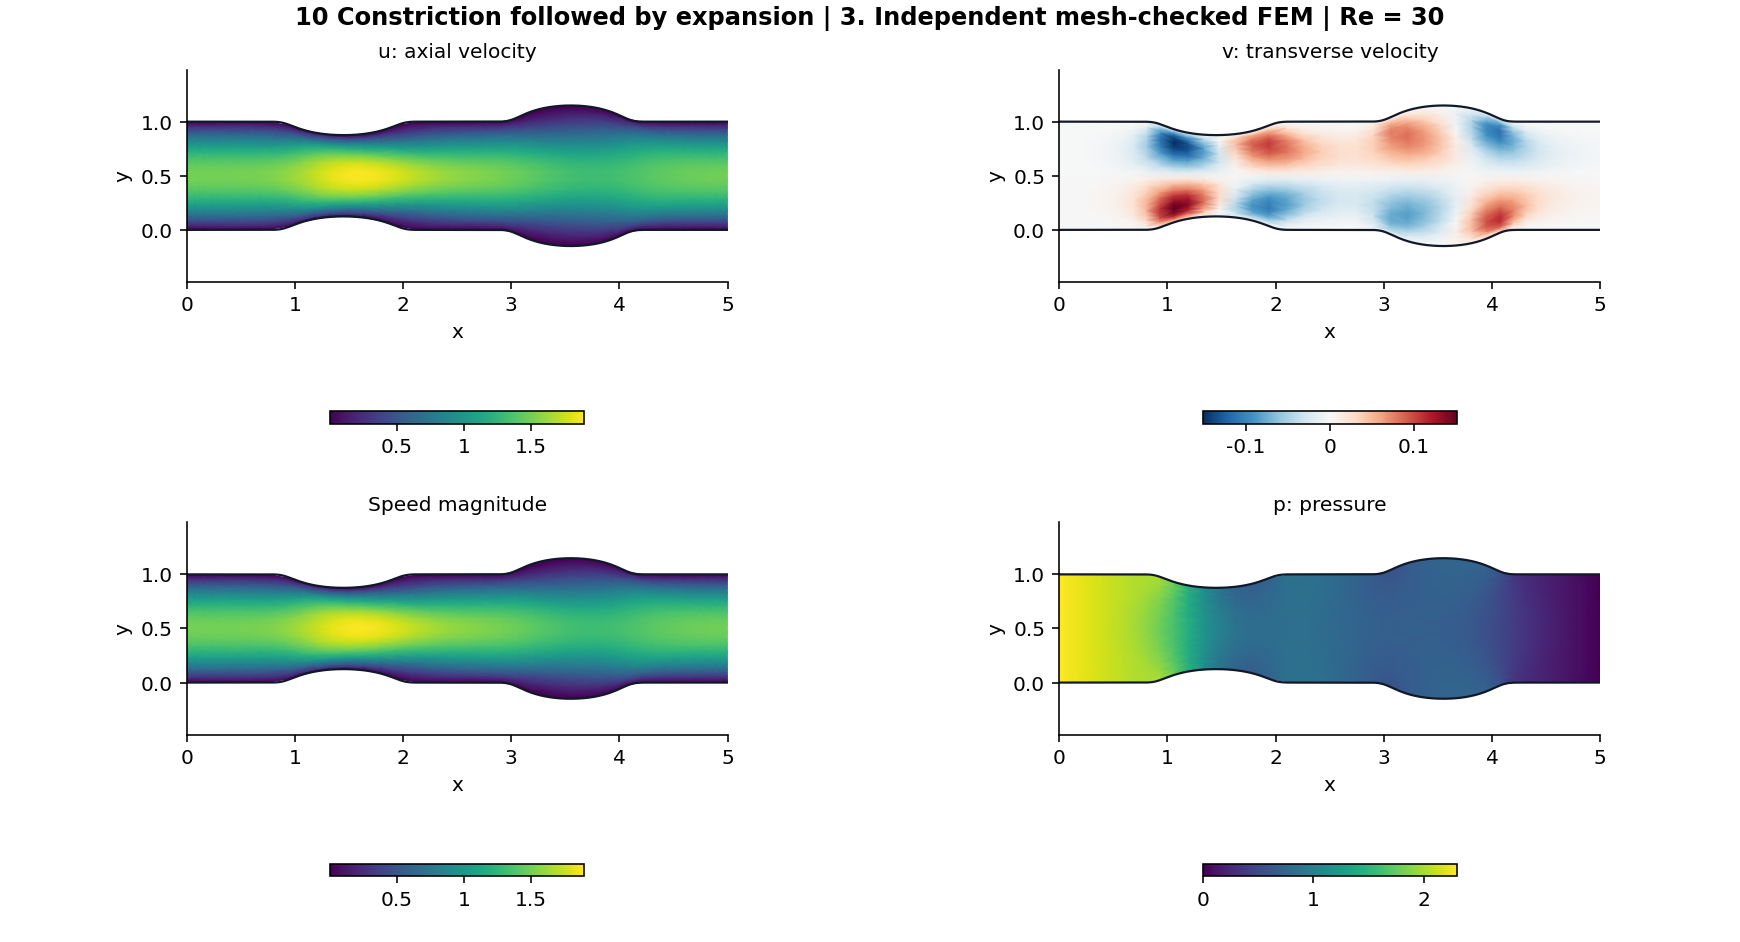 10 Constriction followed by expansion | 3. Independent mesh-checked FEM | Re = 30
u: axial velocity
1.0
0.5
0.0
y
0 1 2 3 4 5
x
0.5 1 1.5
v: transverse velocity
1.0
0.5
0.0
y
0 1 2 3 4 5
x
-0.1 0 0.1
Speed magnitude
1.0
0.5
0.0
y
0 1 2 3 4 5
x
0.5 1 1.5
p: pressure
1.0
0.5
0.0
y
0 1 2 3 4 5
x
0 1 2